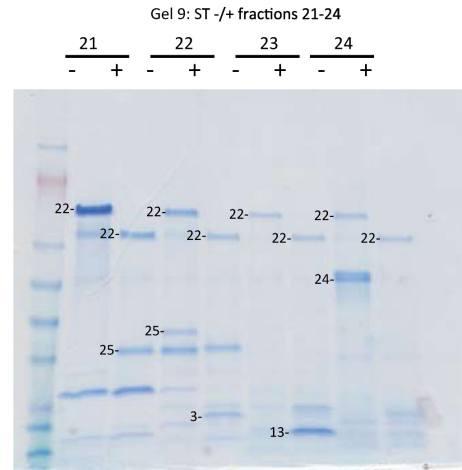 Gel 9: ST -/+ fractions 21-24
21 22 23 24
- + - + - + - +
22- 22- 22- 22-
22- 22- 22- 22-
24-
25-
25-
3-
13-